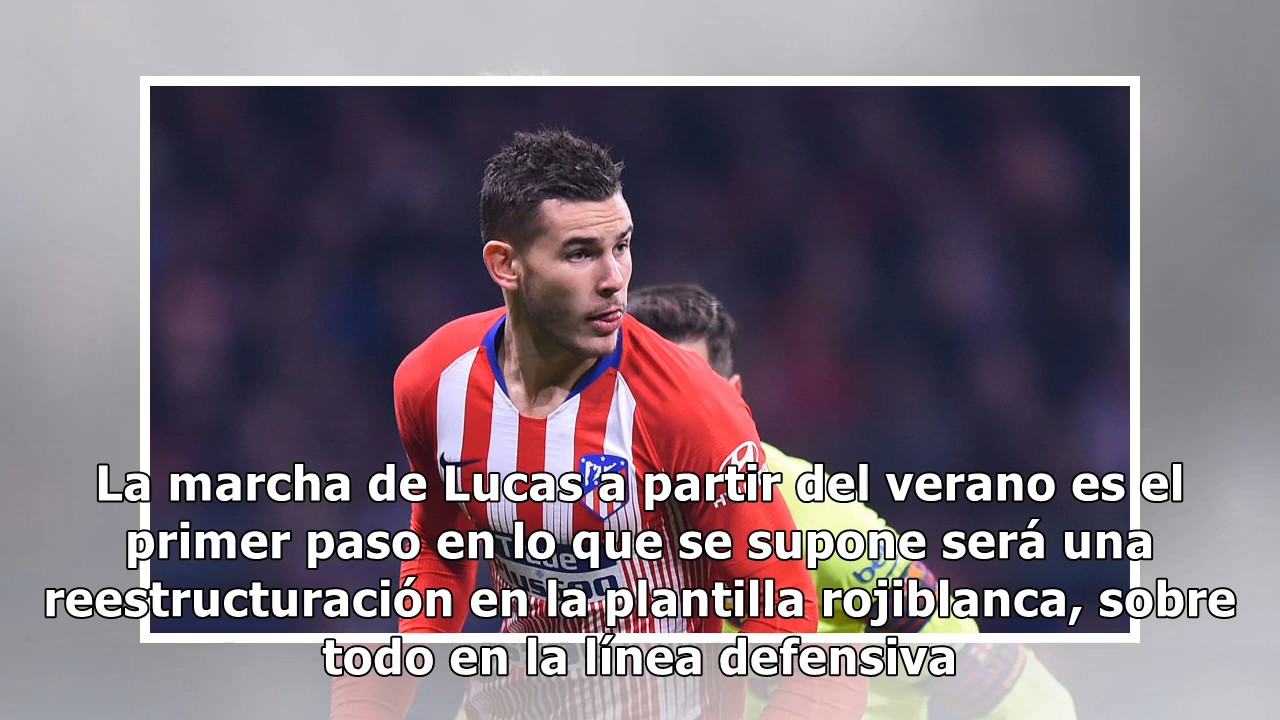 La marcha de Lucas a partir del verano es el
primer paso en lo que se supone será una
reestructuración en la plantilla rojiblanca, sobre
todo en la línea defensiva